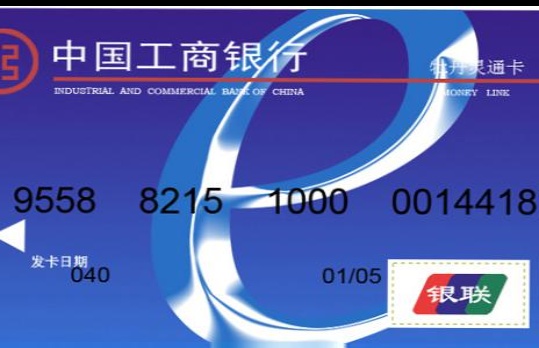 中国工商银行
INDUSTRIAL AND COMMERCIAL BANK OF CHINA
牡丹灵通卡
MONEY LINK
9558 8215 1000 0014418
发卡日期
040 01/05
银联